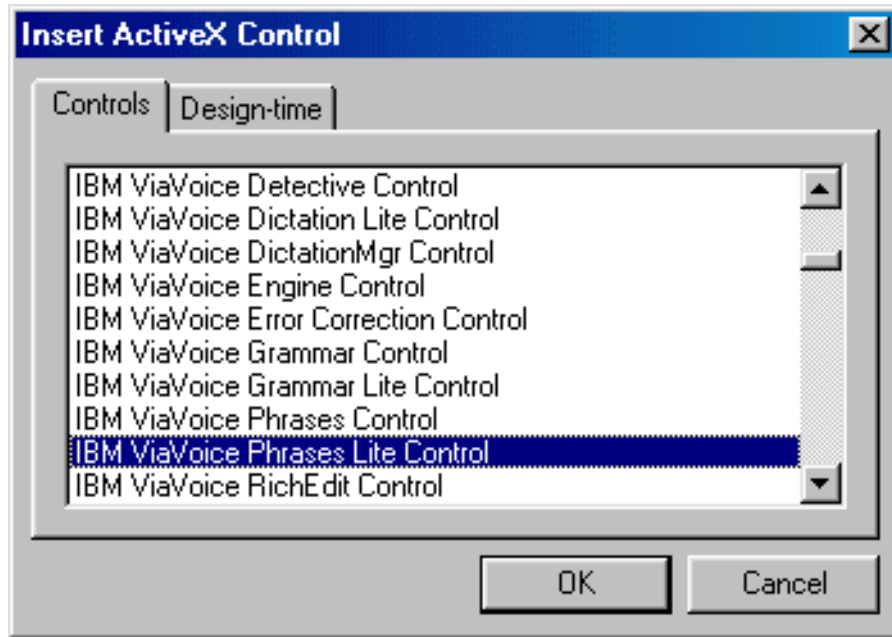 Insert ActiveX Control
Controls Design-time
IBM ViaVoice Detective Control
IBM ViaVoice Dictation Lite Control
IBM ViaVoice DictationMgr Control
IBM ViaVoice Engine Control
IBM ViaVoice Error Correction Control
IBM ViaVoice Grammar Control
IBM ViaVoice Grammar Lite Control
IBM ViaVoice Phrases Control
IBM ViaVoice Phrases Lite Control
IBM ViaVoice RichEdit Control
OK Cancel